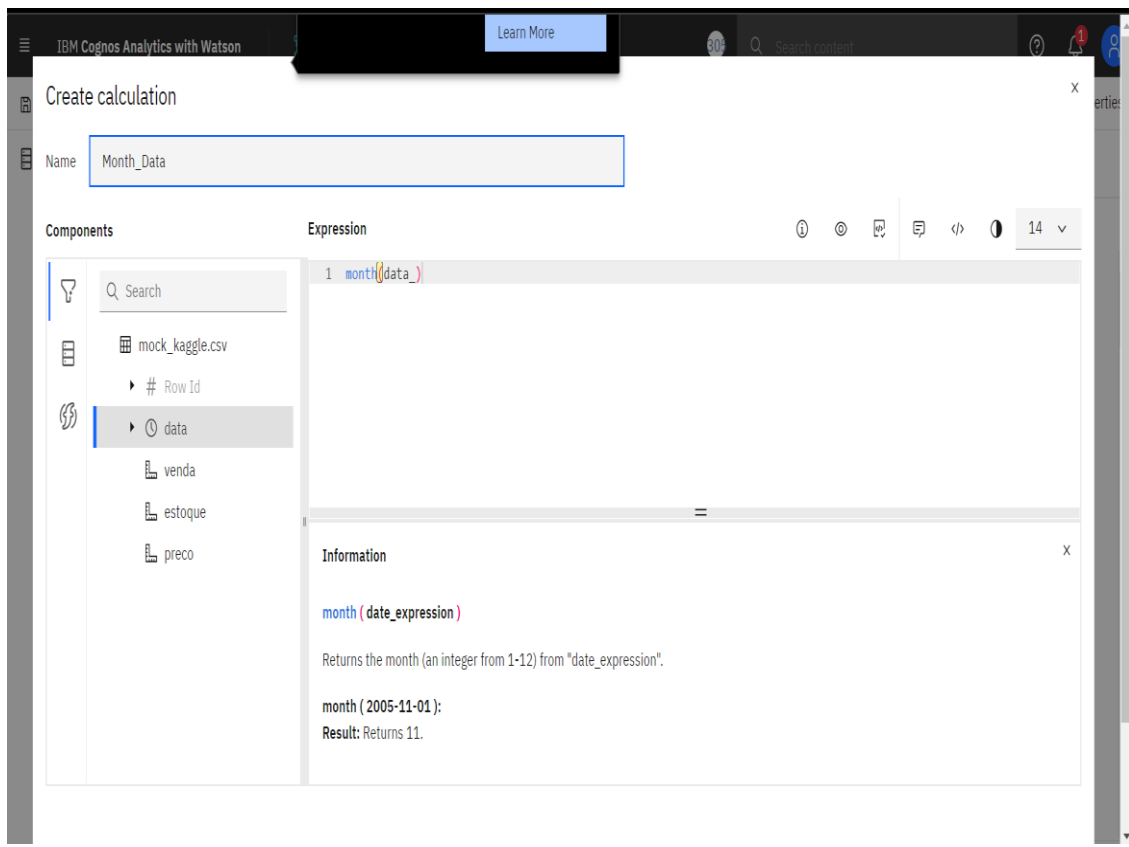 Learn More
IBM Cognos Analytics with Watson
Search content
1
Create calculation
x
erties
Name
Month_Data
Components
Expression
14
1 month(data_)
Search
mock_kaggle.csv
# Row Id
data
venda
estoque
preco
Information
x
month ( date_expression )
Returns the month (an integer from 1-12) from "date_expression".
month ( 2005-11-01 ):
Result: Returns 11.